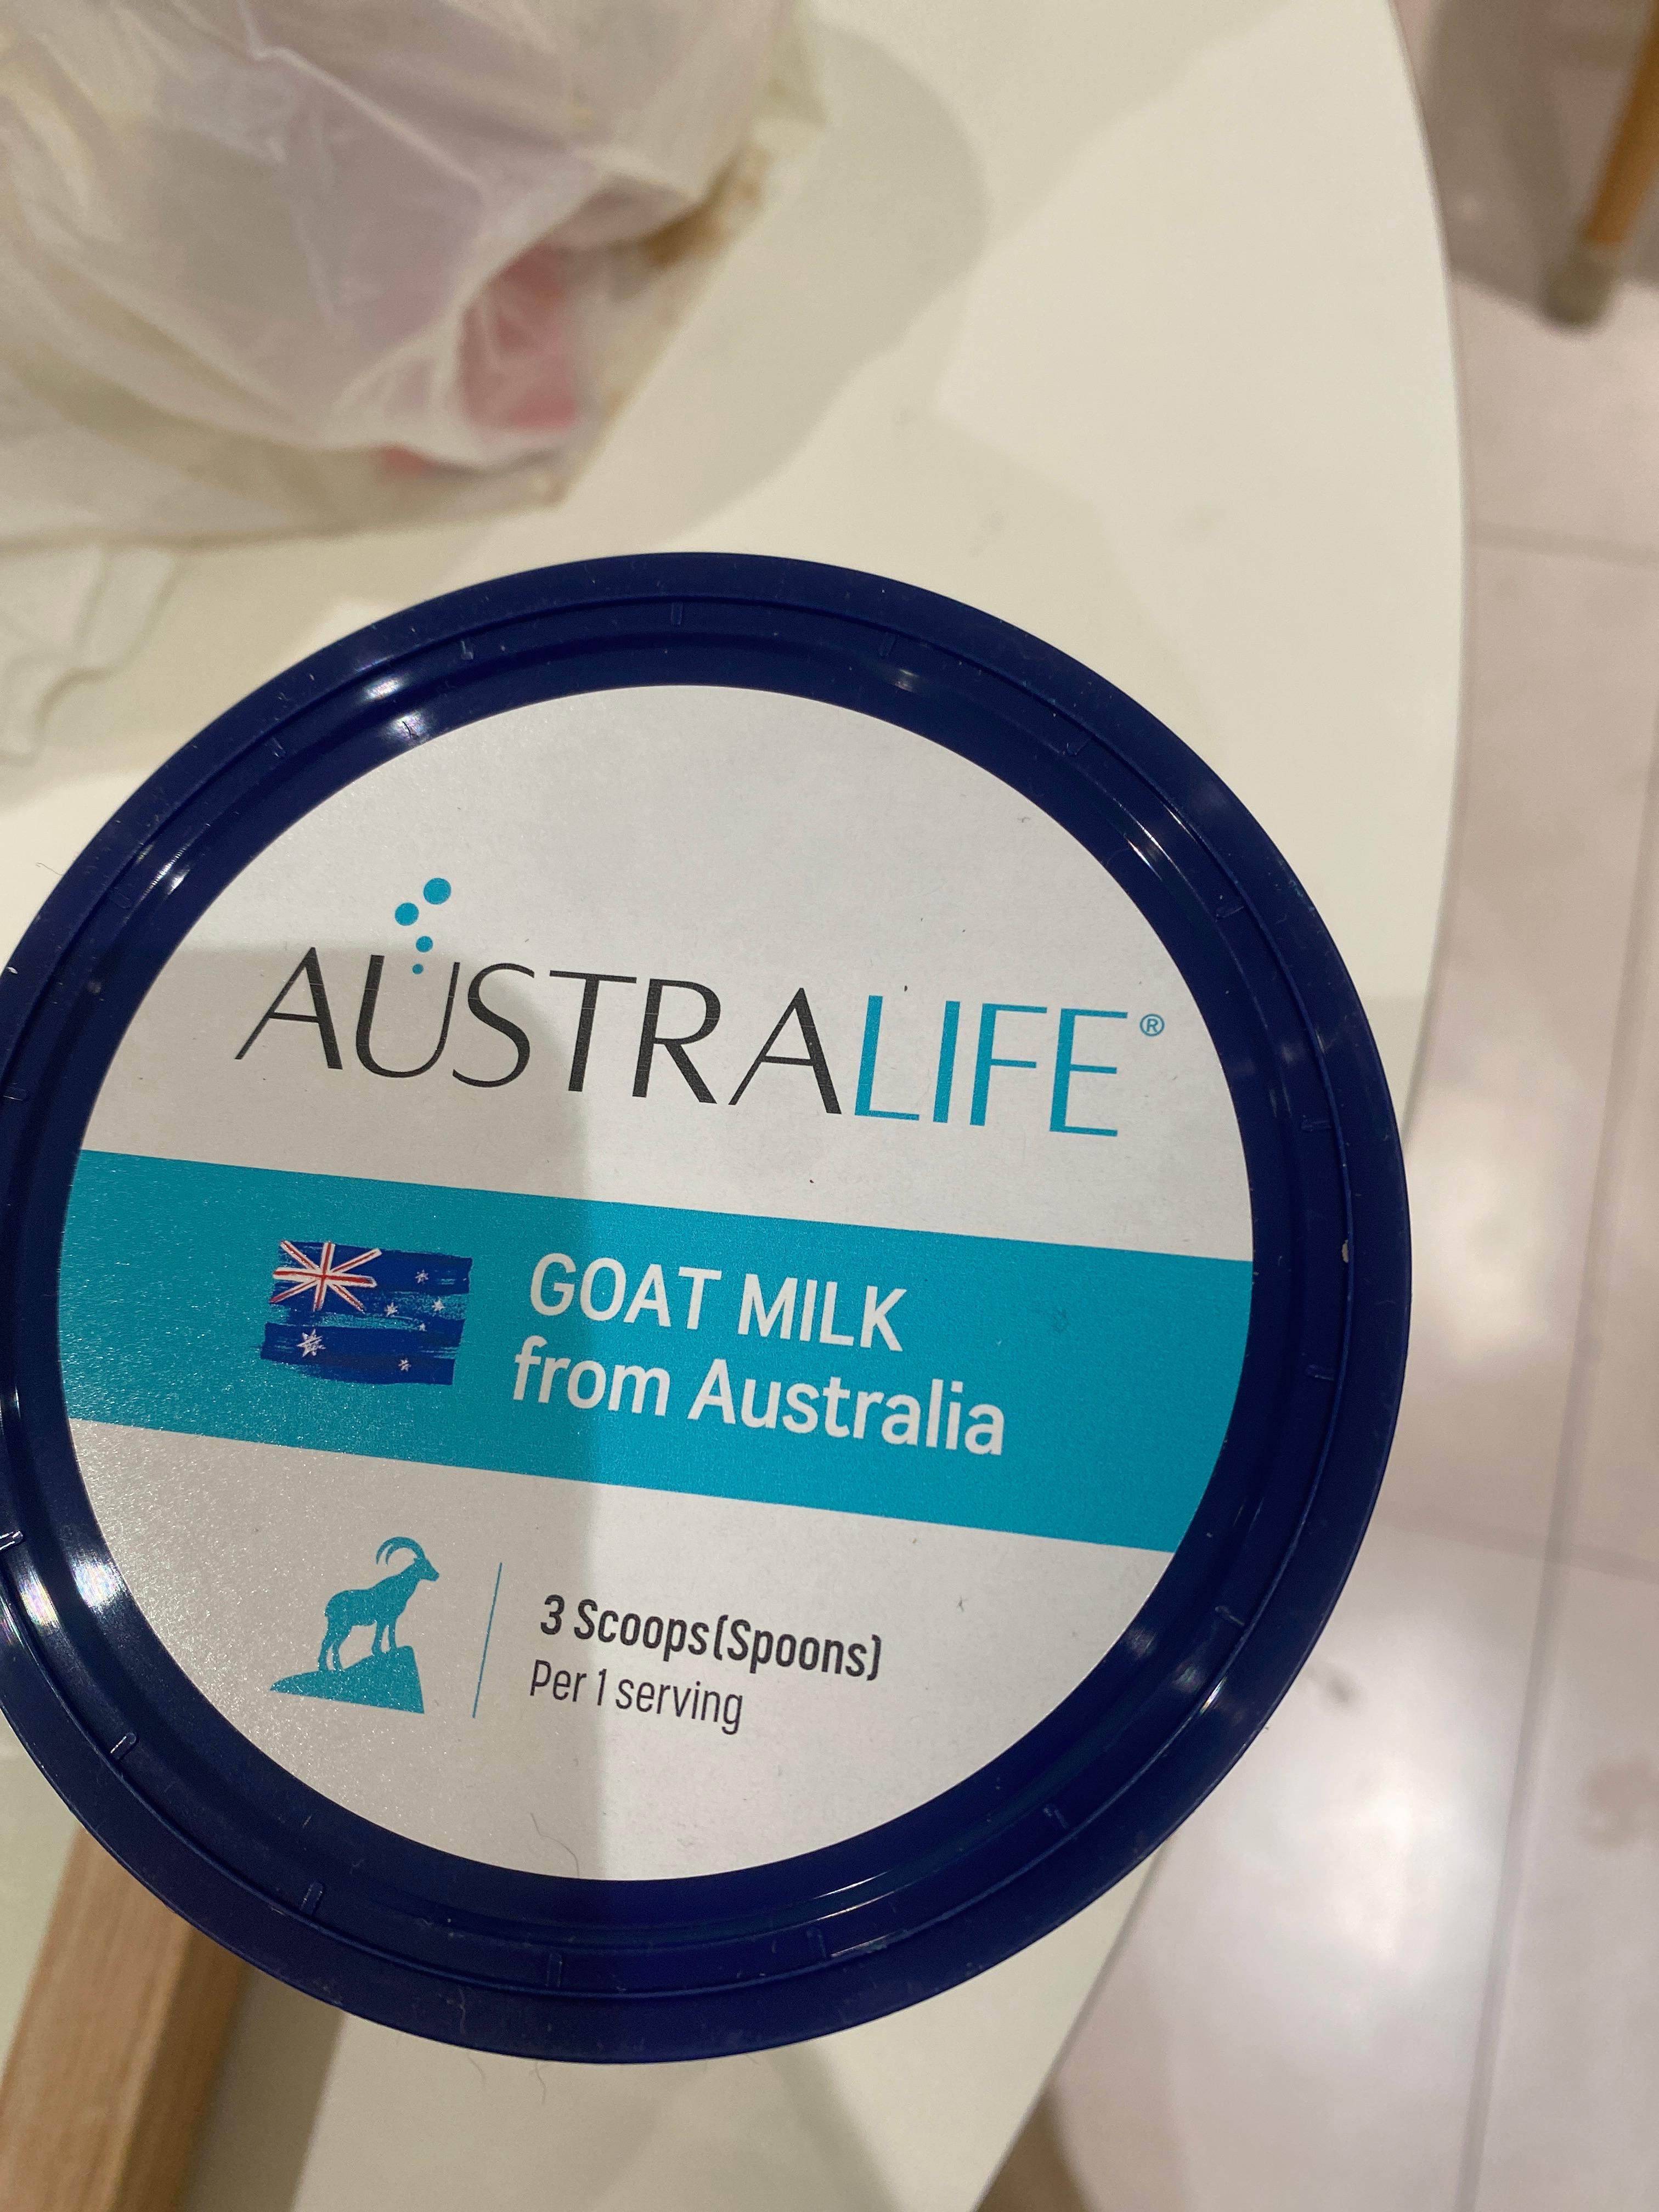 AUSTRALIFE®
GOAT MILK
from Australia
3 Scoops(Spoons)
Per 1 serving